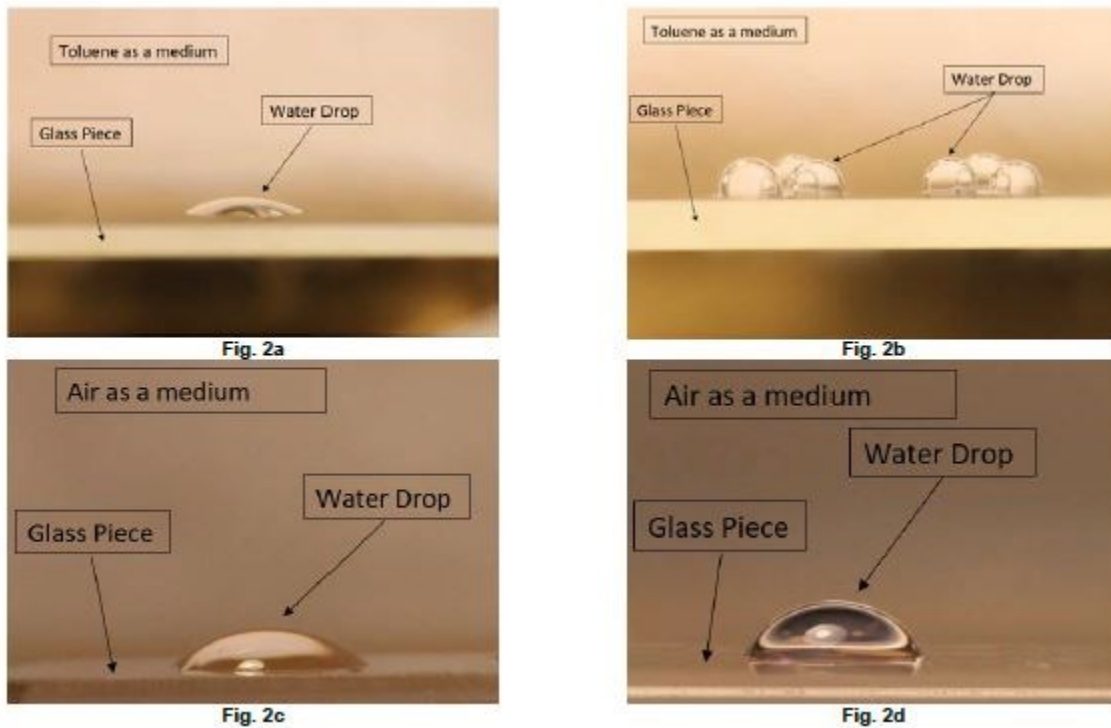 Toluene as a medium
Water Drop
Glass Piece
Fig. 2a
Toluene as a medium
Water Drop
Glass Piece
Fig. 2b
Air as a medium
Water Drop
Glass Piece
Fig. 2c
Air as a medium
Water Drop
Glass Piece
Fig. 2d